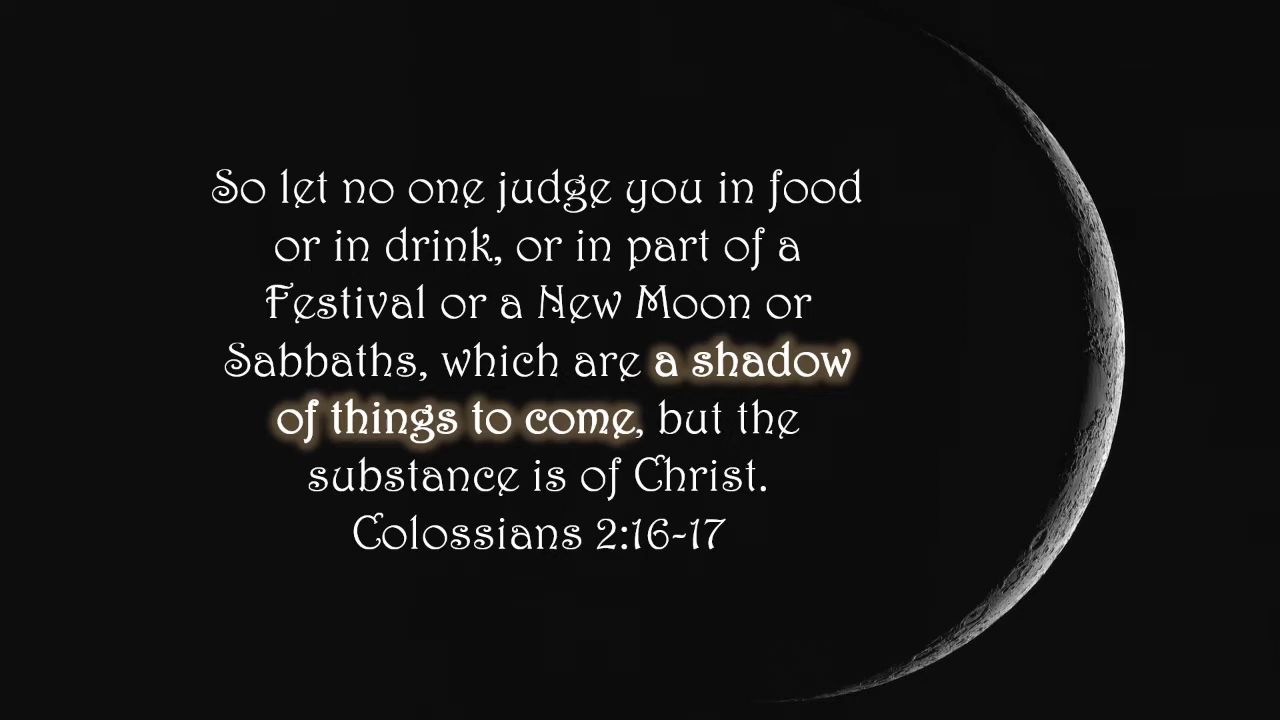 So let no one judge you in food
or in drink, or in part of a
Festival or a New Moon or
Sabbaths, which are a shadow
of things to come, but the
substance is of Christ.
Colossians 2:16-17